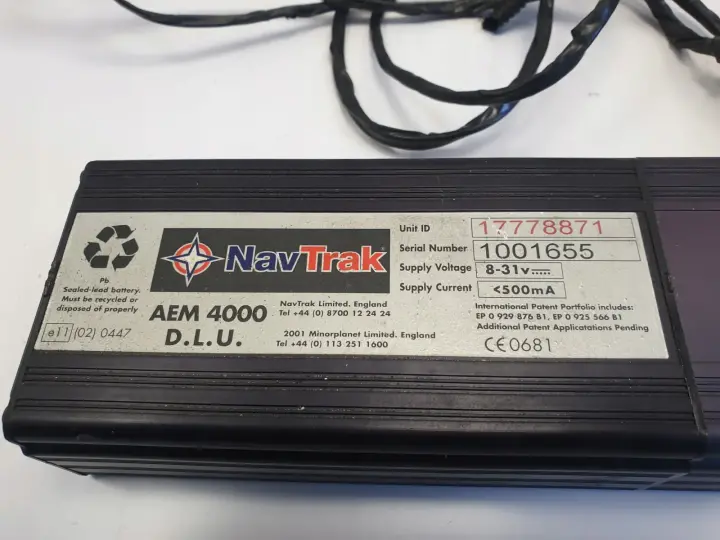 Pb
Sealed-lead battery.
Must be recycled or
disposed of properly
e11 (02) 0447
NavTrak
AEM 4000
D.L.U.
NavTrak Limited. England
Tel +44 (0) 8700 12 24 24
2001 Minorplanet Limited. England
Tel +44 (0) 113 251 1600
Unit ID 17778871
Serial Number 1001655
Supply Voltage 8-31v
Supply Current <500mA
International Patent Portfolio includes:
EP 0 929 876 B1, EP 0 925 566 B1
Additional Patent Applicatations Pending
CE0681